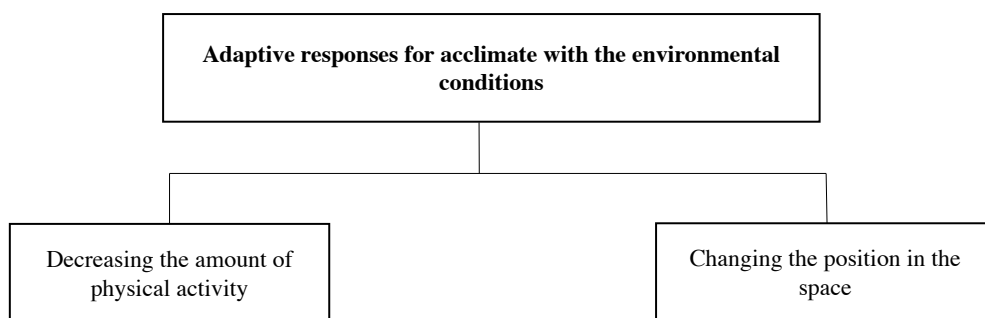 Adaptive responses for acclimate with the environmental
conditions
Decreasing the amount of
physical activity
Changing the position in the
space